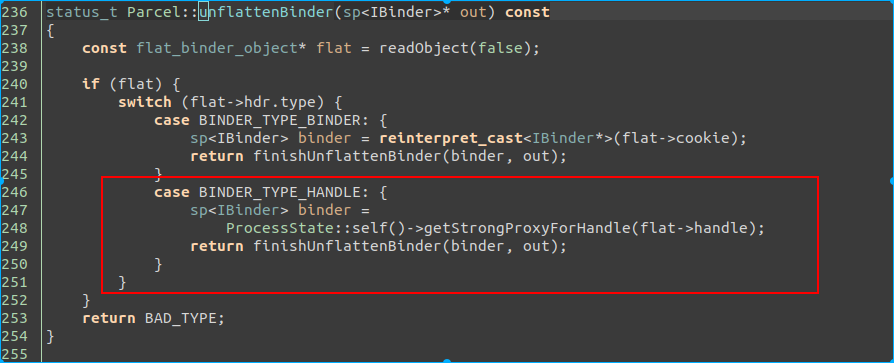 236 status_t Parcel::unflattenBinder(sp<IBinder>* out) const
237 {
238     const flat_binder_object* flat = readObject(false);
239
240     if (flat) {
241         switch (flat->hdr.type) {
242             case BINDER_TYPE_BINDER: {
243                 sp<IBinder> binder = reinterpret_cast<IBinder*>(flat->cookie);
244                 return finishUnflattenBinder(binder, out);
245             }
246             case BINDER_TYPE_HANDLE: {
247                 sp<IBinder> binder =
248                     ProcessState::self()->getStrongProxyForHandle(flat->handle);
249                 return finishUnflattenBinder(binder, out);
250             }
251         }
252     }
253     return BAD_TYPE;
254 }
255